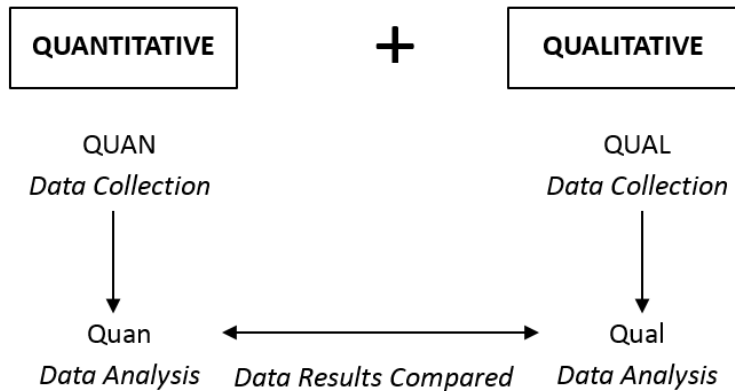 QUANTITATIVE + QUALITATIVE
QUAN QUAL
Data Collection Data Collection
Quan Qual
Data Analysis Data Results Compared Data Analysis